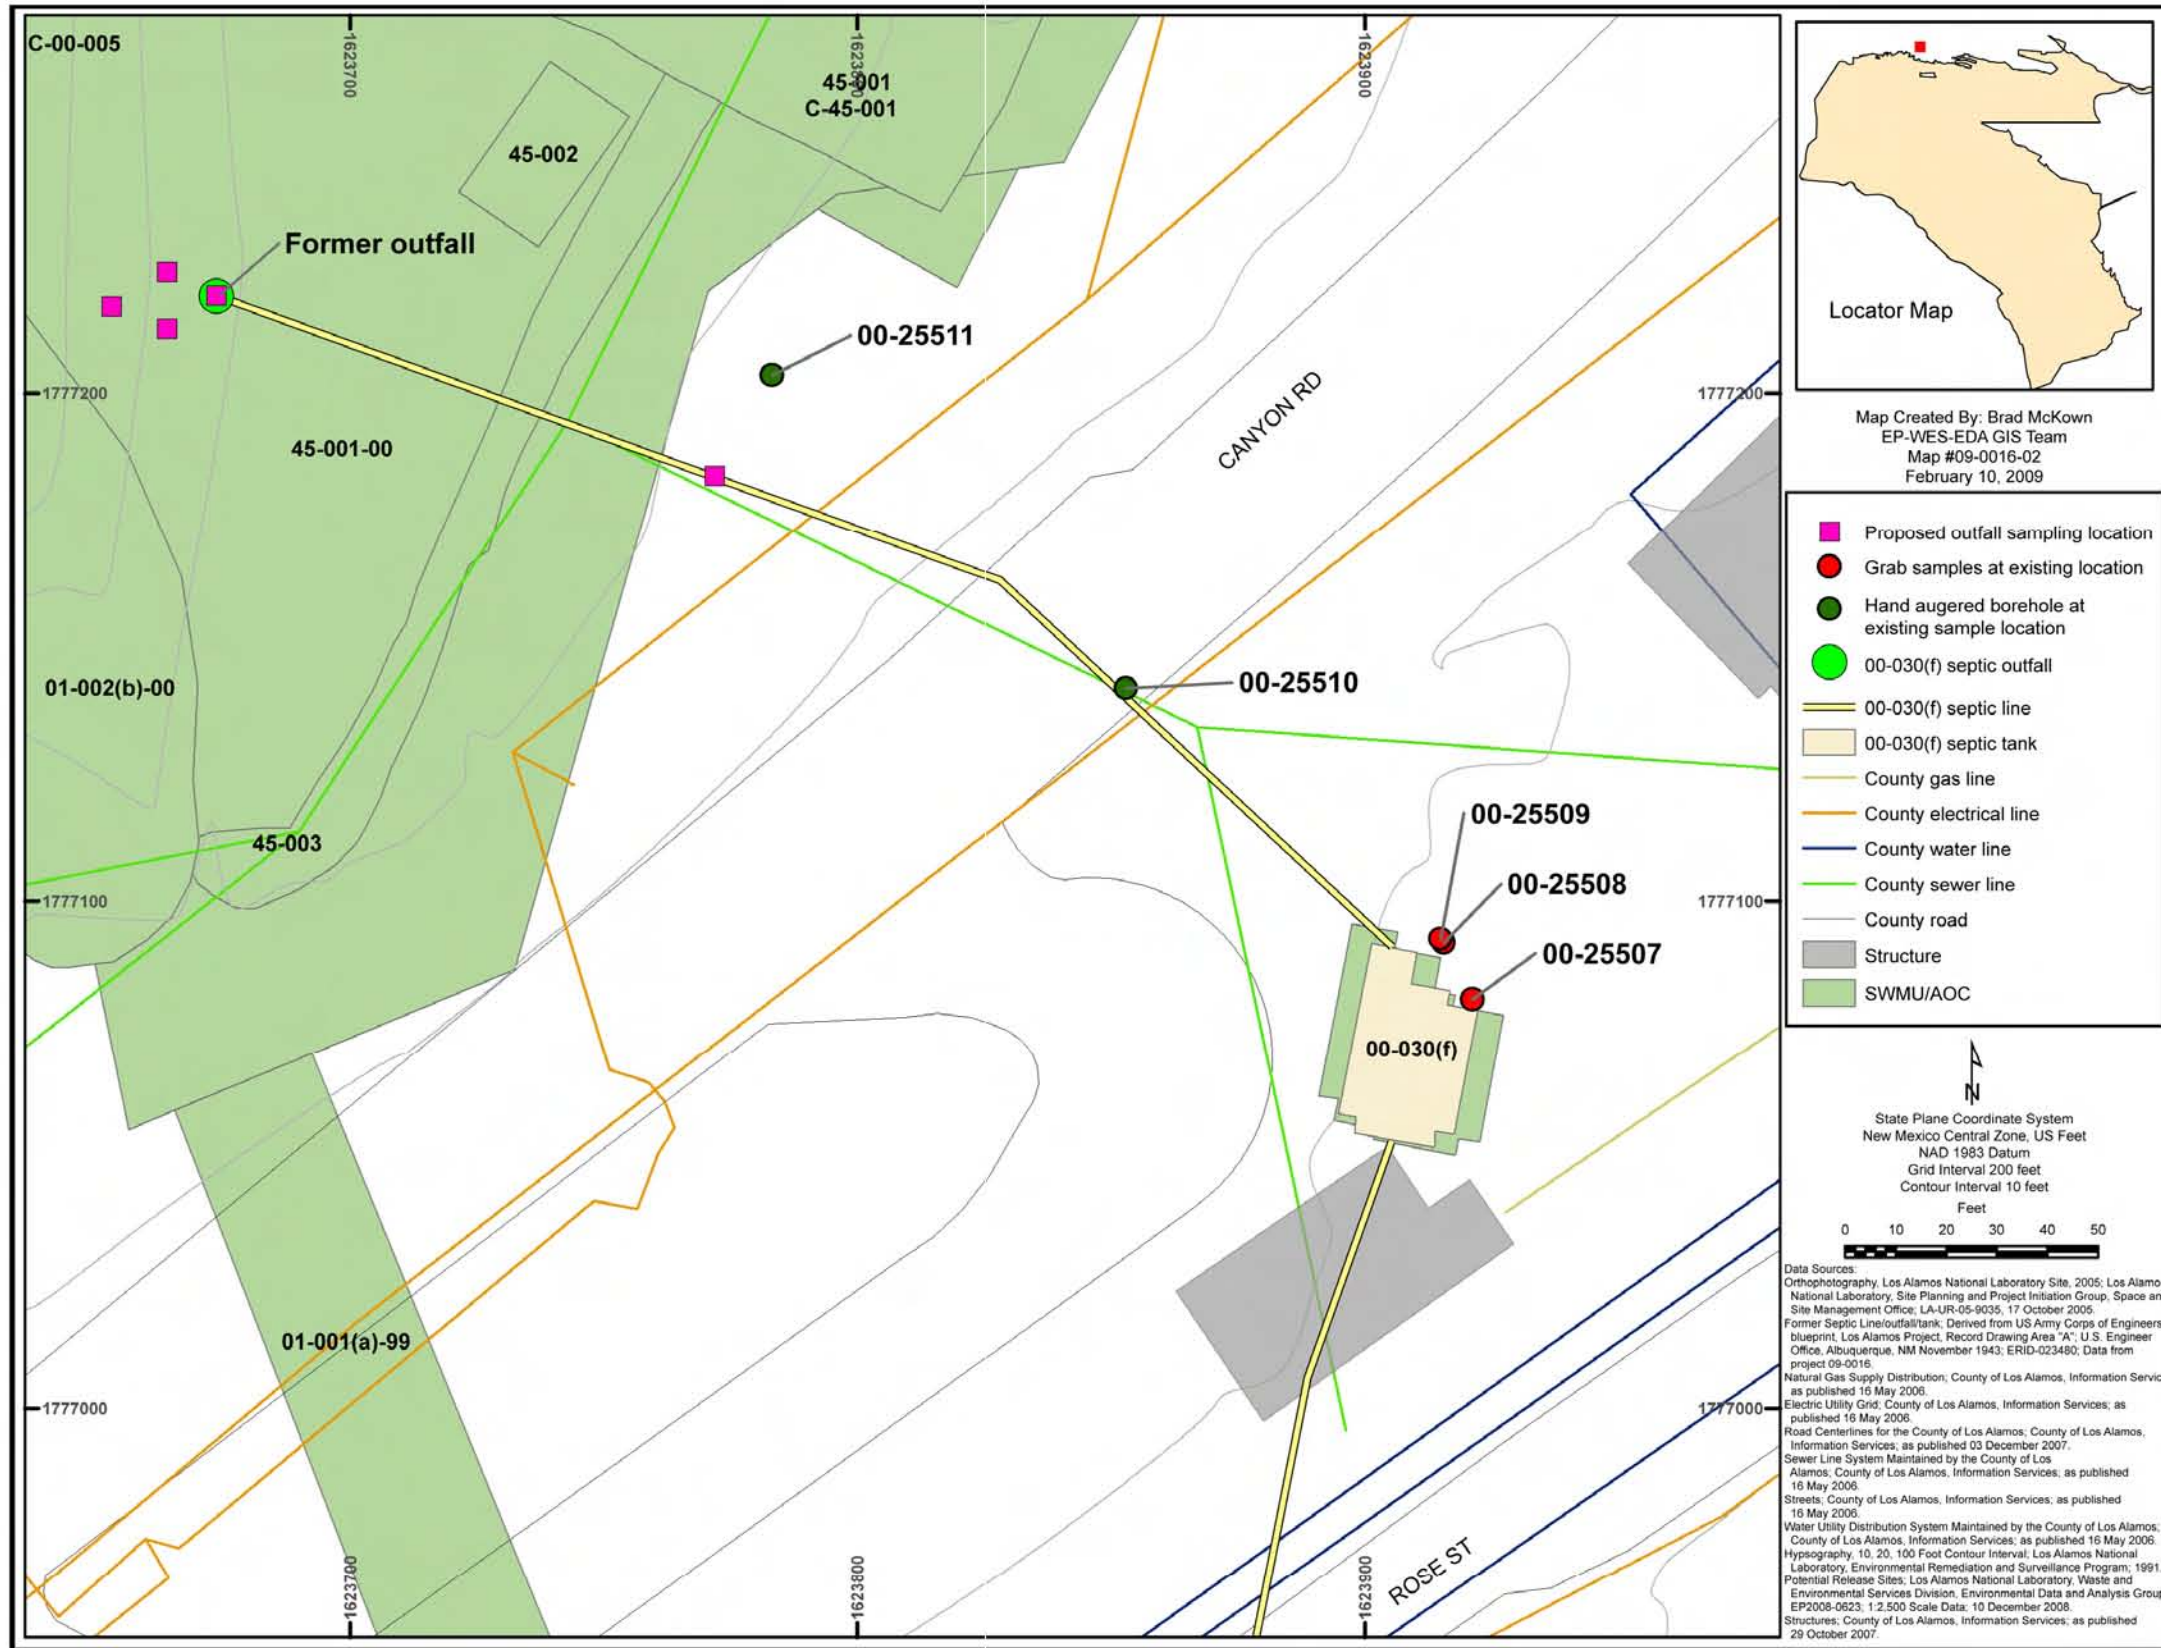 C-00-005
1623700
1623800
1623900
45-001
C-45-001
45-002
Former outfall
00-25511
1777200
1777200
CANYON RD
45-001-00
01-002(b)-00
00-25510
45-003
00-25509
00-25508
00-25507
1777100
1777100
00-030(f)
01-001(a)-99
1777000
1777000
1623700
1623800
1623900
ROSE ST
Locator Map
Map Created By: Brad McKown
EP-WES-EDA GIS Team
Map #09-0016-02
February 10, 2009
Proposed outfall sampling location
Grab samples at existing location
Hand augered borehole at
existing sample location
00-030(f) septic outfall
00-030(f) septic line
00-030(f) septic tank
County gas line
County electrical line
County water line
County sewer line
County road
Structure
SWMU/AOC
N
State Plane Coordinate System
New Mexico Central Zone, US Feet
NAD 1983 Datum
Grid Interval 200 feet
Contour Interval 10 feet
Feet
0 10 20 30 40 50
Data Sources:
Orthophotography, Los Alamos National Laboratory Site, 2005; Los Alamo
National Laboratory, Site Planning and Project Initiation Group, Space an
Site Management Office; LA-UR-05-9035, 17 October 2005.
Former Septic Line/outfall/tank; Derived from US Army Corps of Engineers
blueprint, Los Alamos Project, Record Drawing Area "A"; U.S. Engineer
Office, Albuquerque, NM November 1943; ERID-023480; Data from
project 09-0016.
Natural Gas Supply Distribution; County of Los Alamos, Information Servic
as published 16 May 2006.
Electric Utility Grid; County of Los Alamos, Information Services; as
published 16 May 2006.
Road Centerlines for the County of Los Alamos; County of Los Alamos,
Information Services; as published 03 December 2007.
Sewer Line System Maintained by the County of Los
Alamos; County of Los Alamos, Information Services; as published
16 May 2006.
Streets; County of Los Alamos, Information Services; as published
16 May 2006.
Water Utility Distribution System Maintained by the County of Los Alamos;
County of Los Alamos, Information Services; as published 16 May 2006.
Hypsography, 10, 20, 100 Foot Contour Interval; Los Alamos National
Laboratory, Environmental Remediation and Surveillance Program; 1991.
Potential Release Sites; Los Alamos National Laboratory, Waste and
Environmental Services Division, Environmental Data and Analysis Group
EP2008-0623; 1:2,500 Scale Data; 10 December 2008.
Structures; County of Los Alamos, Information Services; as published
29 October 2007.